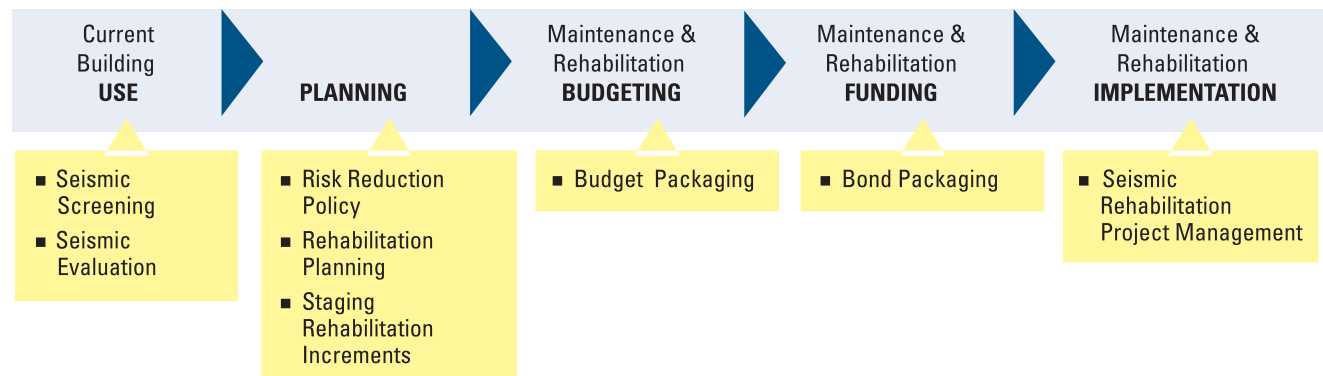 Current
Building
USE
PLANNING
Maintenance &
Rehabilitation
BUDGETING
Maintenance &
Rehabilitation
FUNDING
Maintenance &
Rehabilitation
IMPLEMENTATION
■ Seismic
Screening
■ Seismic
Evaluation
■ Risk Reduction
Policy
■ Rehabilitation
Planning
■ Staging
Rehabilitation
Increments
■ Budget Packaging
■ Bond Packaging
■ Seismic
Rehabilitation
Project Management